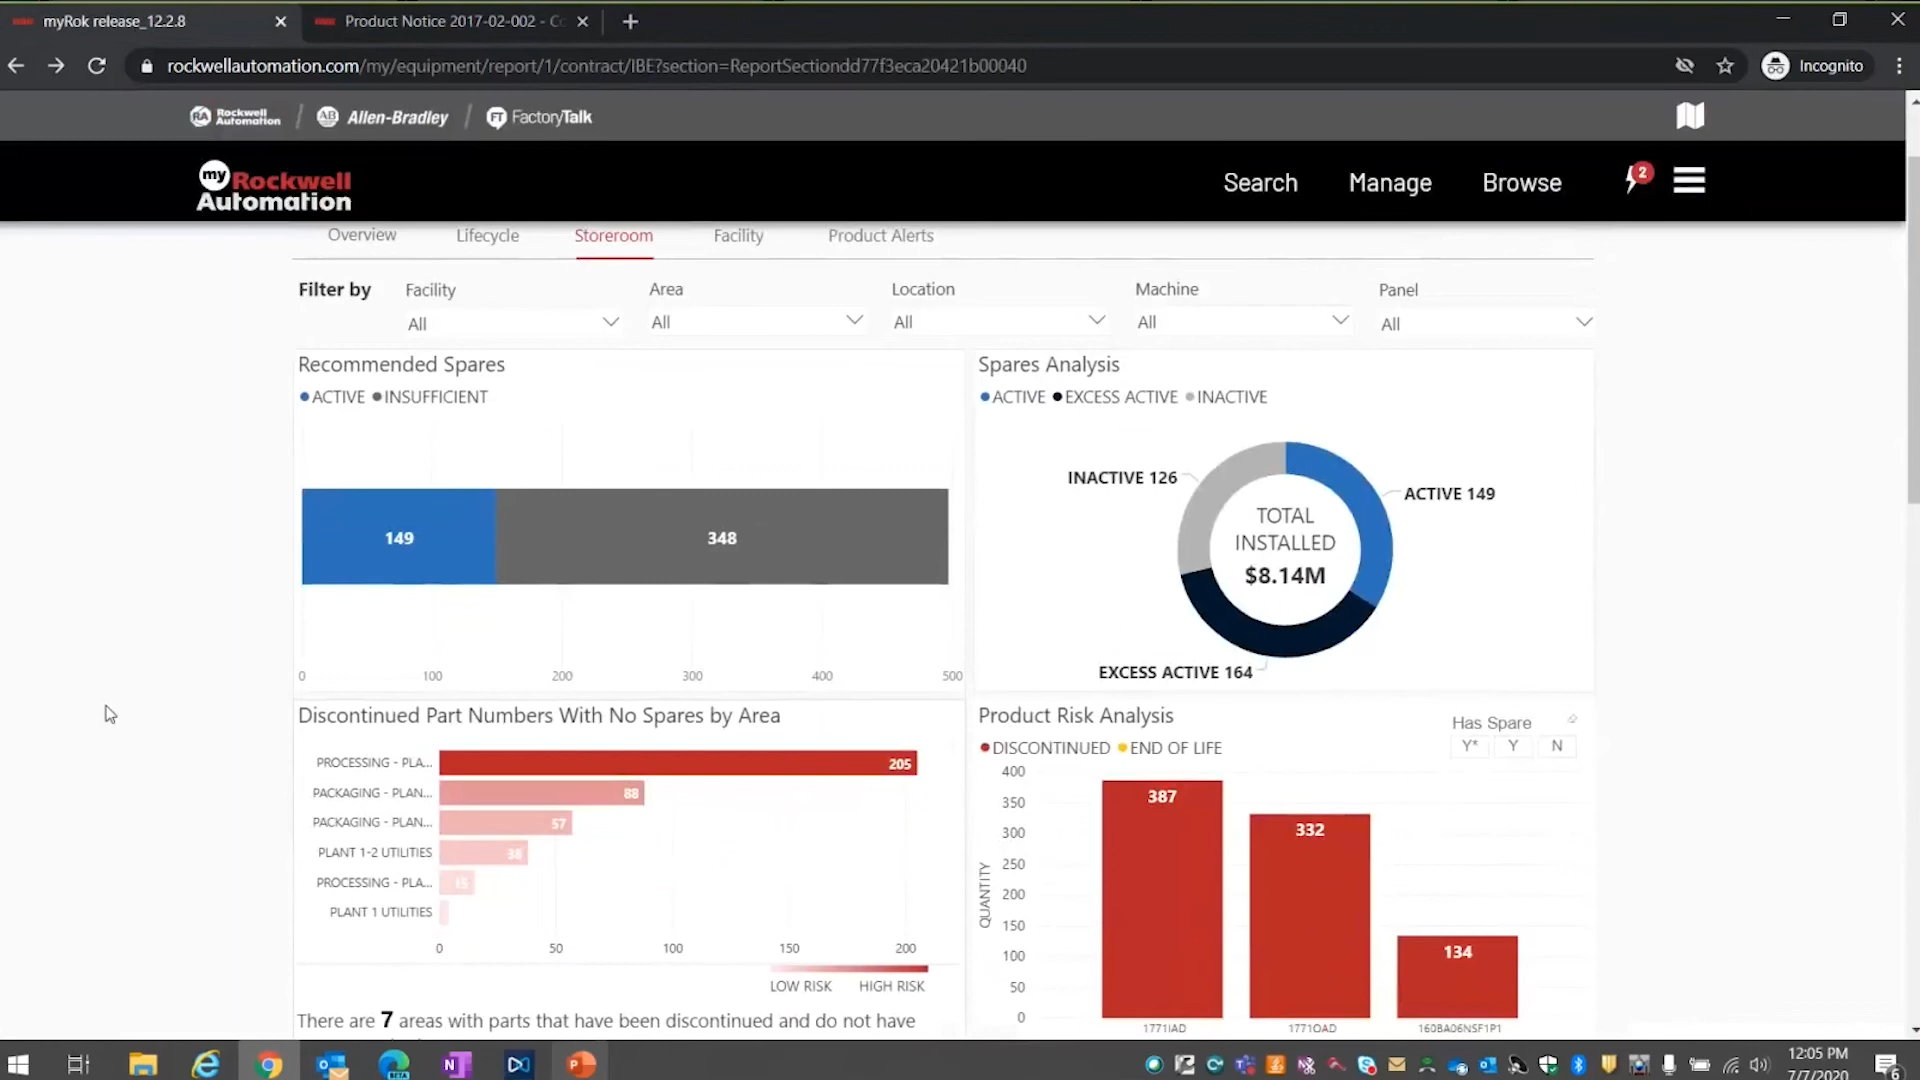 myRok release_12.2.8
Product Notice 2017-02-002 - Co
rockwellautomation.com/my/equipment/report/1/contract/IBE?section=ReportSectiondd77f3eca20421b00040
Incognito
RA Rockwell Automation / AB Allen-Bradley / FT FactoryTalk
my Rockwell
Automation
Search Manage Browse 2
Overview Lifecycle Storeroom Facility Product Alerts
Filter by
Facility
All
Area
All
Location
All
Machine
All
Panel
All
Recommended Spares
ACTIVE INSUFFICIENT
149 348
0 100 200 300 400 500
Spares Analysis
ACTIVE EXCESS ACTIVE INACTIVE
INACTIVE 126
ACTIVE 149
TOTAL
INSTALLED
$8.14M
EXCESS ACTIVE 164
Discontinued Part Numbers With No Spares by Area
PROCESSING - PLA... 205
PACKAGING - PLAN... 88
PACKAGING - PLAN... 57
PLANT 1-2 UTILITIES 38
PROCESSING - PLA... 15
PLANT 1 UTILITIES
0 50 100 150 200
LOW RISK HIGH RISK
There are 7 areas with parts that have been discontinued and do not have
Product Risk Analysis
Has Spare
Y* Y N
DISCONTINUED END OF LIFE
QUANTITY
400
350
300
250
200
150
100
50
0
387
332
134
1771IAD 1771OAD 160BA06NSF1P1
12:05 PM
7/7/2020
6